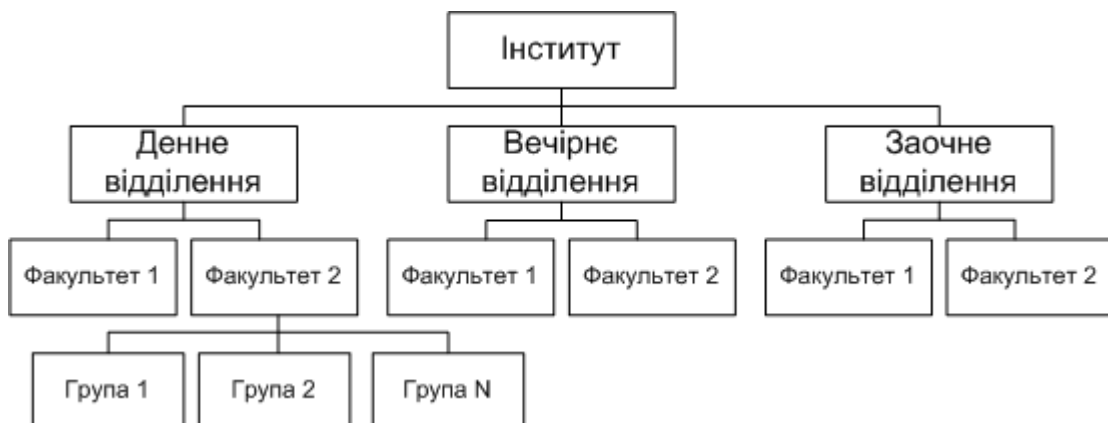 Інститут
Денне
відділення
Вечірнє
відділення
Заочне
відділення
Факультет 1
Факультет 2
Факультет 1
Факультет 2
Факультет 1
Факультет 2
Група 1
Група 2
Група N